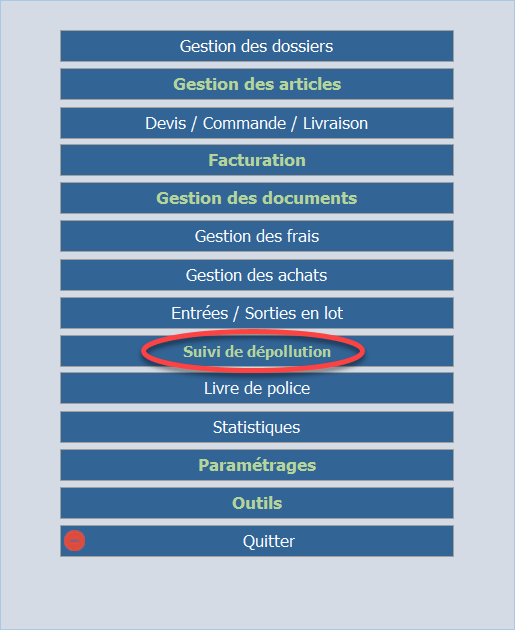 Gestion des dossiers
Gestion des articles
Devis / Commande / Livraison
Facturation
Gestion des documents
Gestion des frais
Gestion des achats
Entrées / Sorties en lot
Suivi de dépollution
Livre de police
Statistiques
Paramétrages
Outils
Quitter